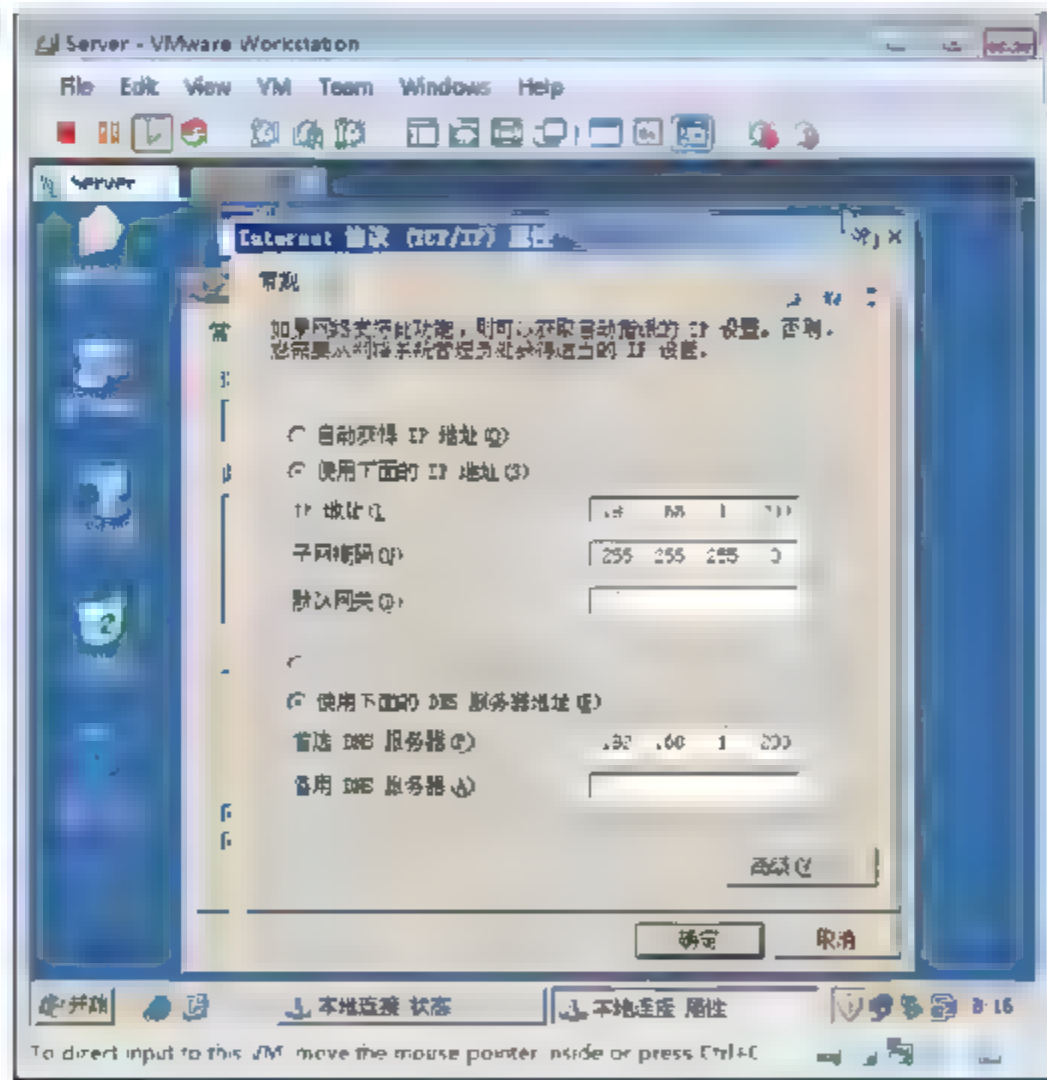 Server - VMware Workstation
File Edit View VM Team Windows Help
Server
Internet 协议 (TCP/IP) 属性
常规
如果网络支持此功能，则可以获取自动指派的 IP 设置。否则，
您需要从网络系统管理员处获得适当的 IP 设置。
自动获得 IP 地址(O)
使用下面的 IP 地址(S)
IP 地址(I)
子网掩码(U) 255 255 255 0
默认网关(D)
使用下面的 DNS 服务器地址(E)
首选 DNS 服务器(P) 1 200
备用 DNS 服务器(A)
高级(V)
确定 取消
开始 本地连接 状态 本地连接 属性 8:16
To direct input to this VM, move the mouse pointer inside or press Ctrl+G